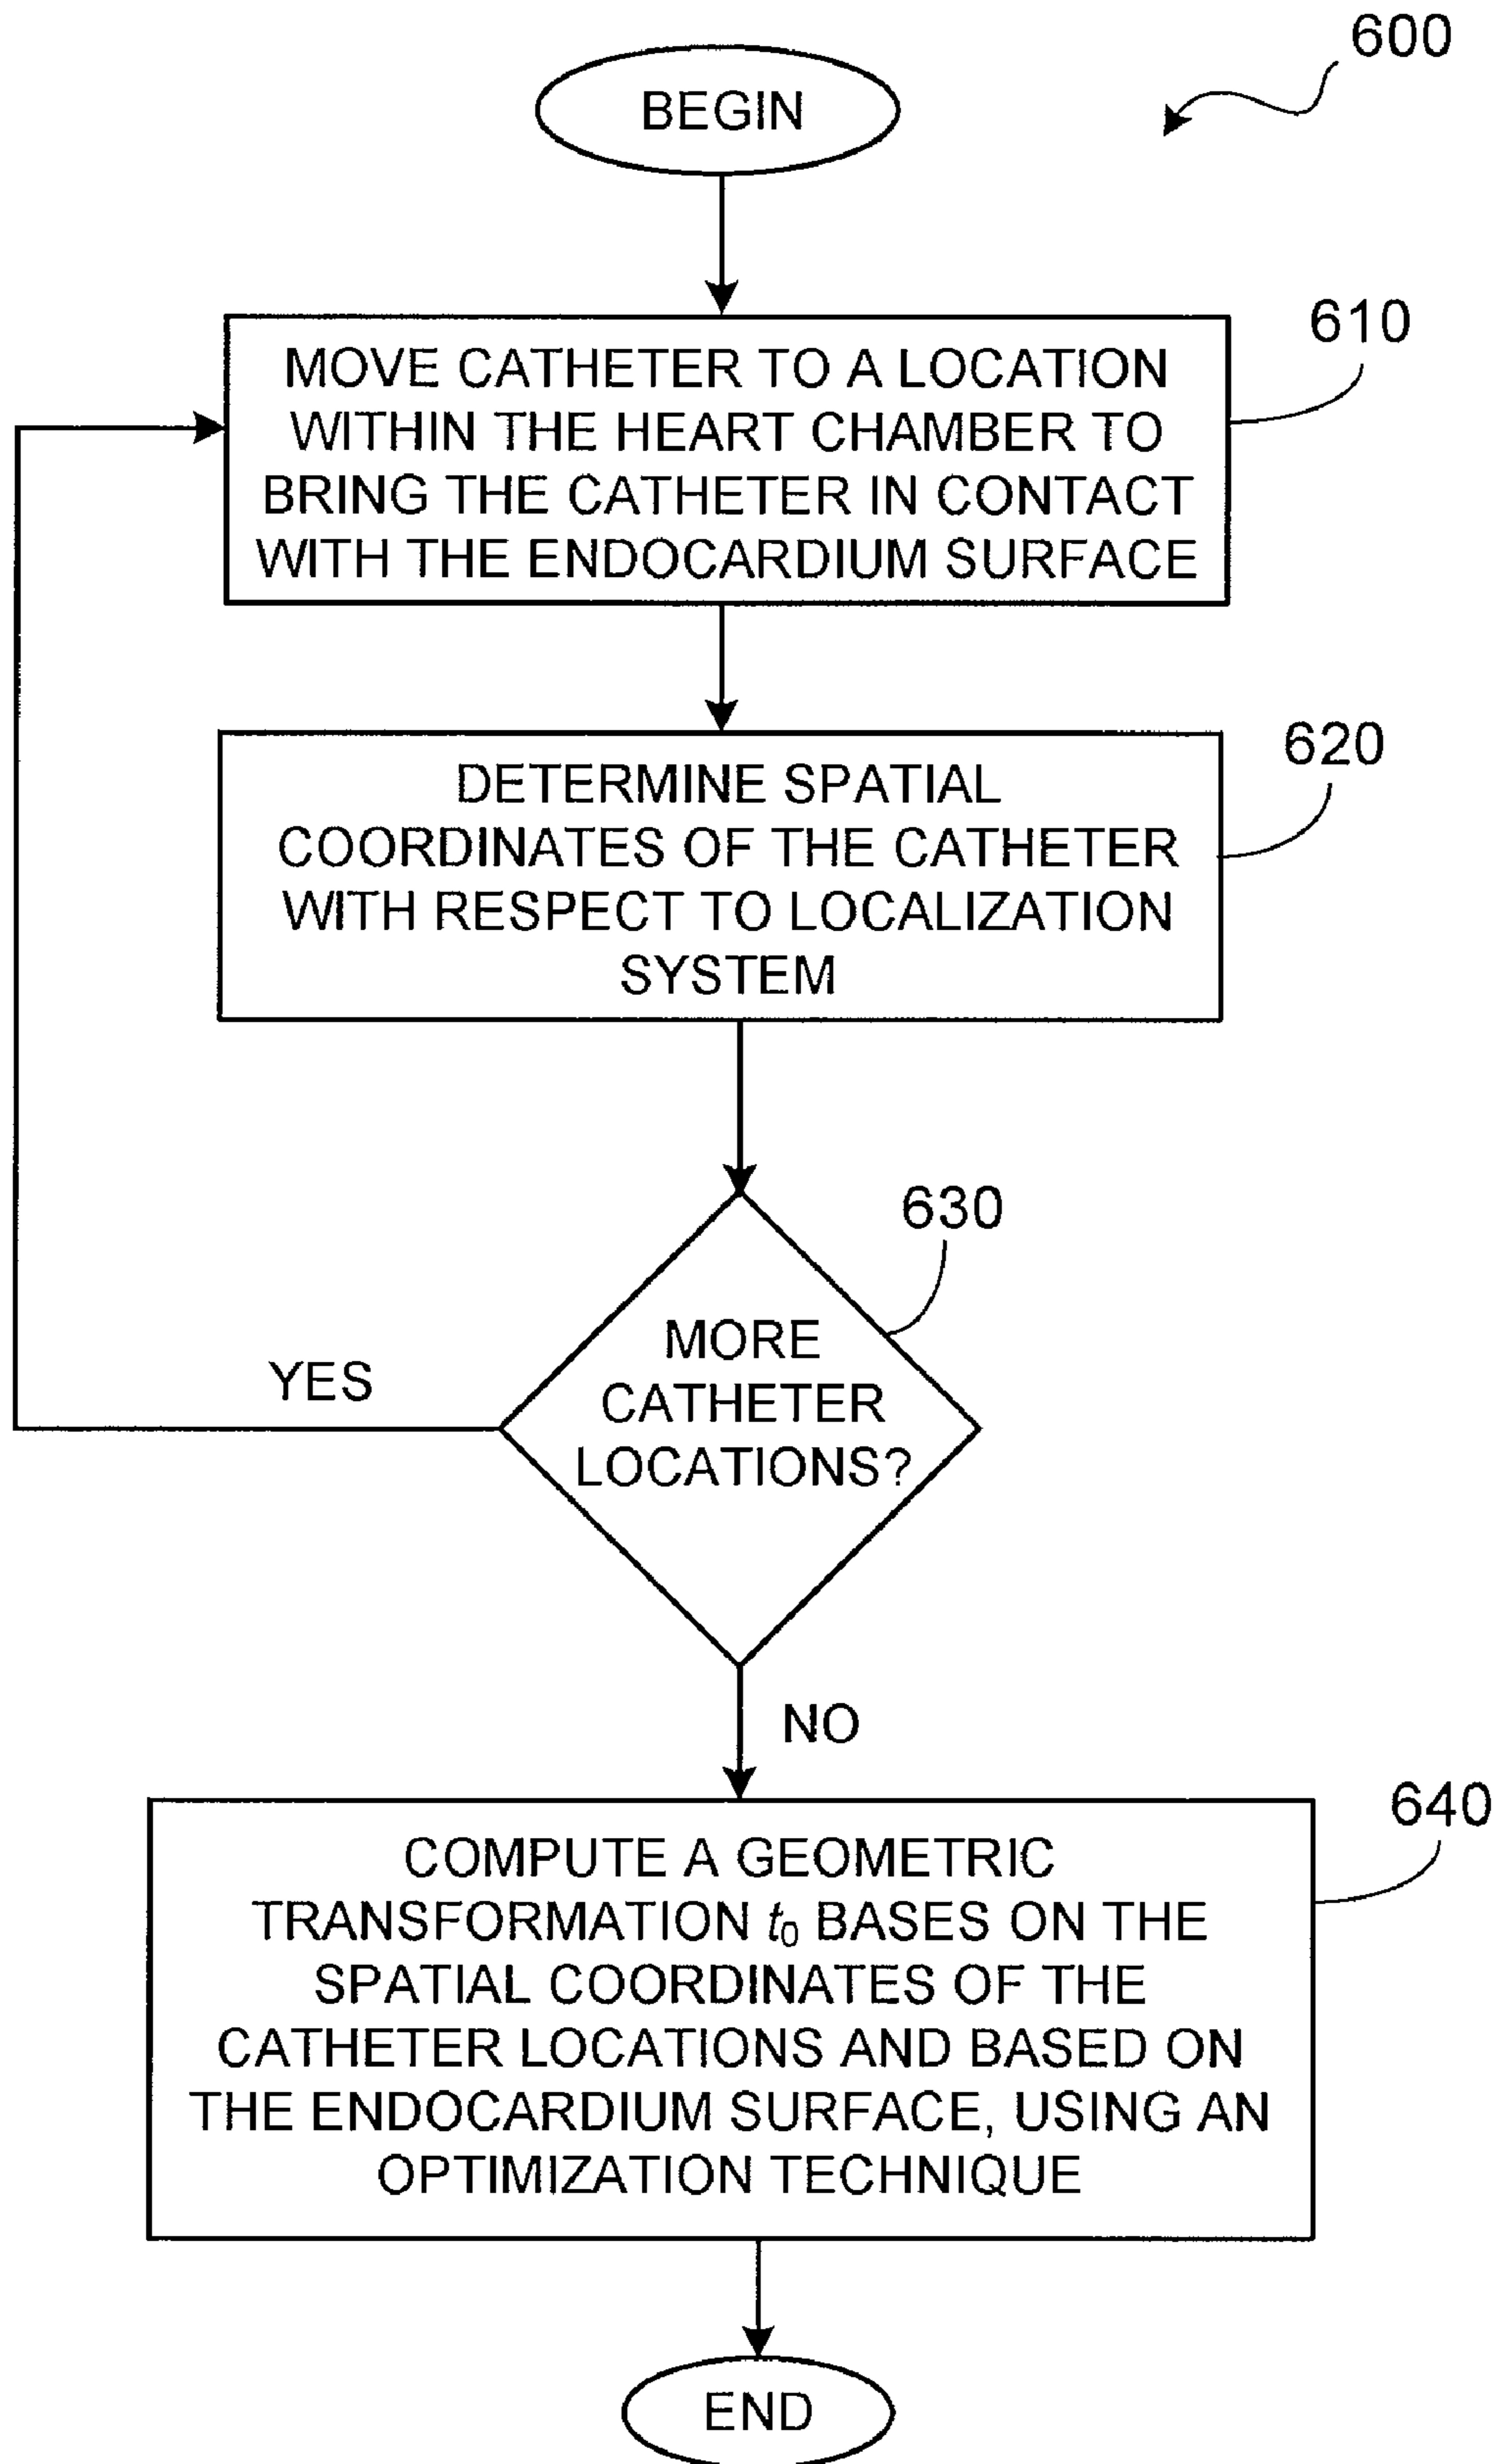 600
BEGIN
610
MOVE CATHETER TO A LOCATION
WITHIN THE HEART CHAMBER TO
BRING THE CATHETER IN CONTACT
WITH THE ENDOCARDIUM SURFACE
620
DETERMINE SPATIAL
COORDINATES OF THE CATHETER
WITH RESPECT TO LOCALIZATION
SYSTEM
630
MORE
CATHETER
LOCATIONS?
YES
NO
640
COMPUTE A GEOMETRIC
TRANSFORMATION t₀ BASES ON THE
SPATIAL COORDINATES OF THE
CATHETER LOCATIONS AND BASED ON
THE ENDOCARDIUM SURFACE, USING AN
OPTIMIZATION TECHNIQUE
END